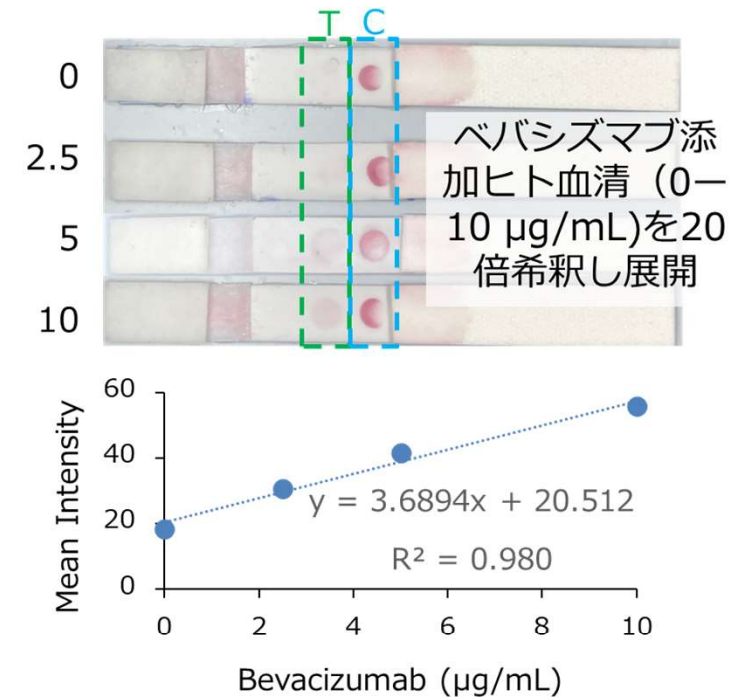 T C
0
2.5
5
10
ベバシズマブ添
加ヒト血清（0ー
10 µg/mL)を20
倍希釈し展開
60
40
20
0
Mean Intensity
y = 3.6894x + 20.512
R² = 0.980
0 2 4 6 8 10
Bevacizumab (µg/mL)